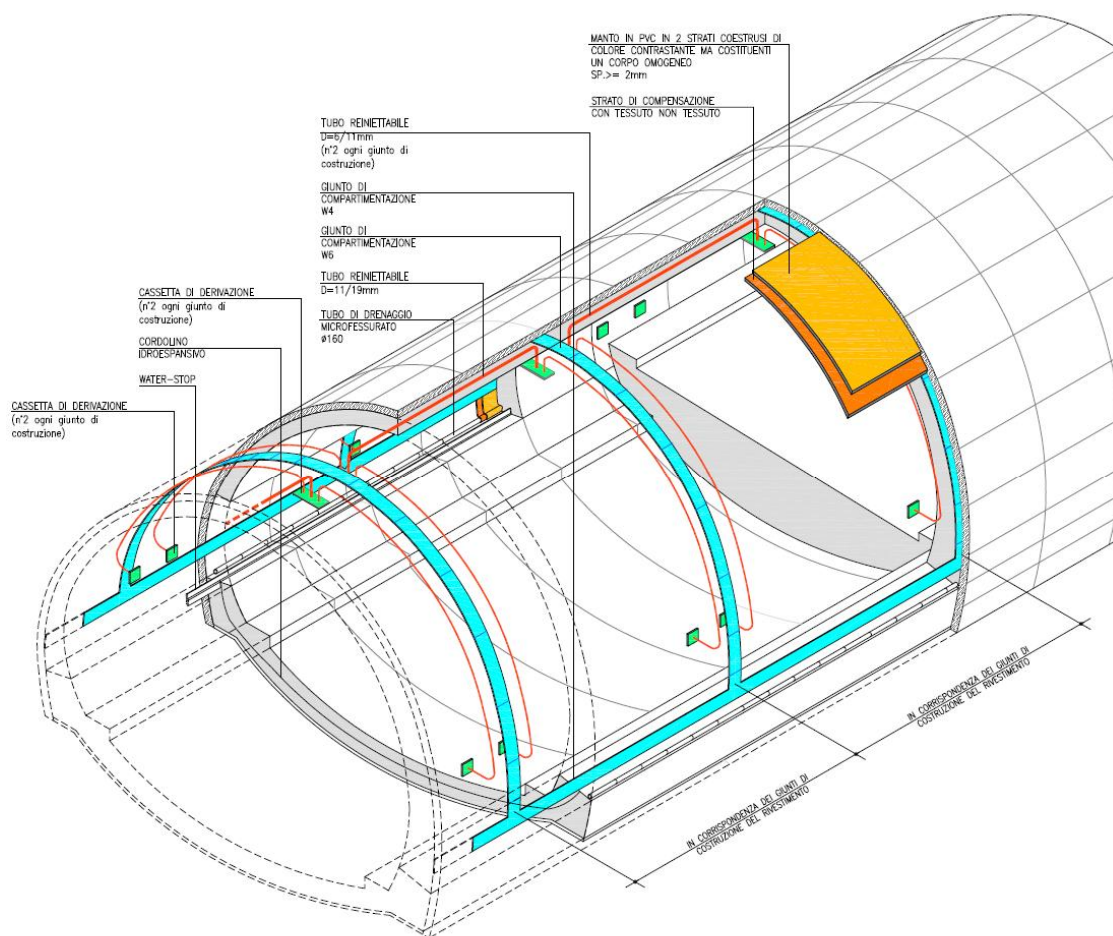 MANTO IN PVC IN 2 STRATI COESTRUSI DI
COLORE CONTRASTANTE MA COSTITUENTI
UN CORPO OMOGENEO
SP.>= 2mm
STRATO DI COMPENSAZIONE
CON TESSUTO NON TESSUTO
TUBO REINIETTABILE
D=6/11mm
(n°2 ogni giunto di
costruzione)
GIUNTO DI
COMPARTIMENTAZIONE
W4
GIUNTO DI
COMPARTIMENTAZIONE
W6
TUBO REINIETTABILE
D=11/19mm
TUBO DI DRENAGGIO
MICROFESSURATO
ø160
CASSETTA DI DERIVAZIONE
(n°2 ogni giunto di
costruzione)
CORDOLINO
IDROESPANSIVO
WATER-STOP
CASSETTA DI DERIVAZIONE
(n°2 ogni giunto di
costruzione)
IN CORRISPONDENZA DEI GIUNTI DI
COSTRUZIONE DEL RIVESTIMENTO
IN CORRISPONDENZA DEI GIUNTI DI
COSTRUZIONE DEL RIVESTIMENTO